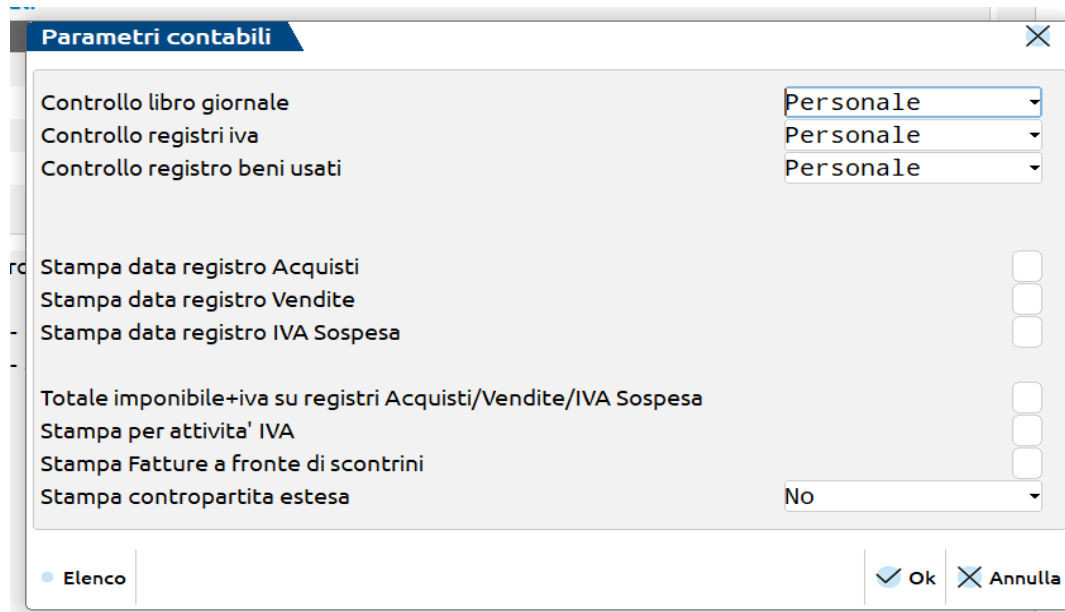 Parametri contabili
Controllo libro giornale Personale
Controllo registri iva Personale
Controllo registro beni usati Personale
Stampa data registro Acquisti
Stampa data registro Vendite
Stampa data registro IVA Sospesa
Totale imponibile+iva su registri Acquisti/Vendite/IVA Sospesa
Stampa per attivita' IVA
Stampa Fatture a fronte di scontrini
Stampa contropartita estesa No
Elenco Ok Annulla